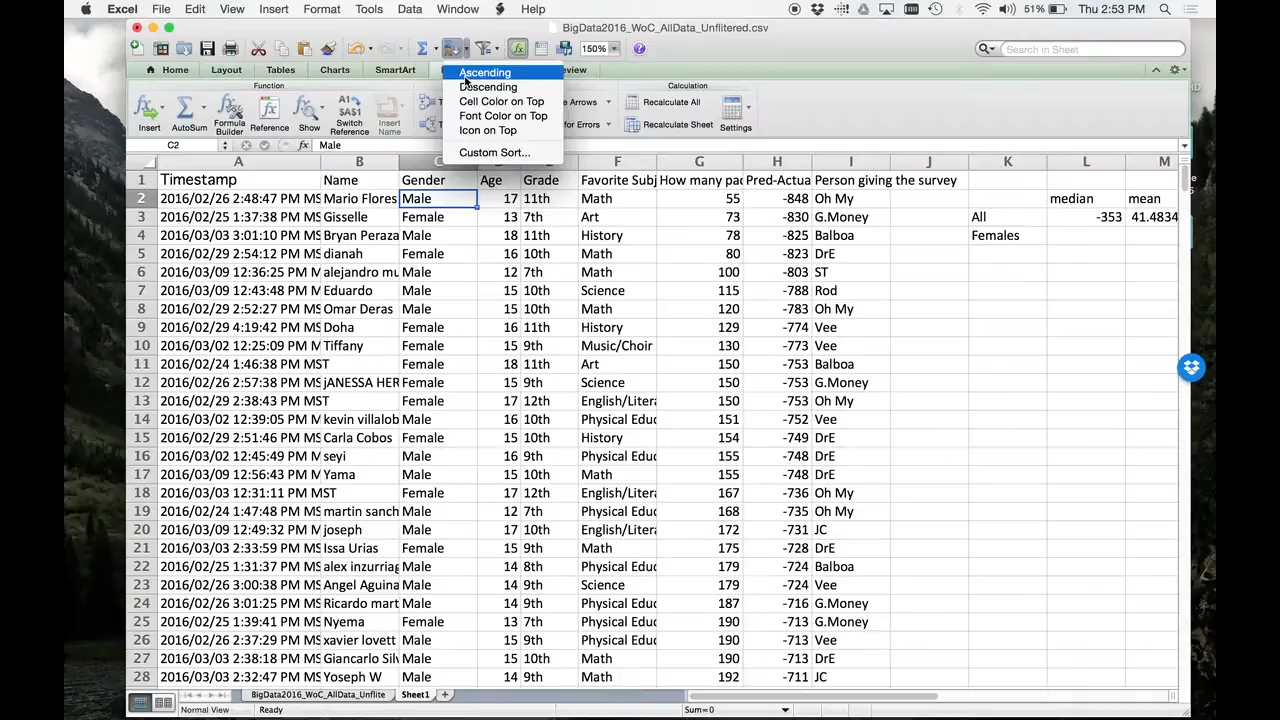 Excel File Edit View Insert Format Tools Data Window Help 51% Thu 2:53 PM
BigData2016_WoC_AllData_Unflitered.csv
150% Search in Sheet
Home Layout Tables Charts SmartArt
Ascending
Descending
Cell Color on Top
Font Color on Top
Icon on Top
Custom Sort...
Function Calculation
Insert AutoSum Formula Builder Reference Show Switch Reference Insert Name
Recalculate All
Recalculate Sheet
Settings
C2 fx Male
A B F G H I J K L M
1 Timestamp Name Gender Age Grade Favorite Subj How many pac Pred-Actua Person giving the survey
2 2016/02/26 2:48:47 PM MS Mario Flores Male 17 11th Math 55 -848 Oh My median mean
3 2016/02/25 1:37:38 PM MS Gisselle Female 13 7th Art 73 -830 G.Money All -353 41.4834
4 2016/03/03 3:01:10 PM MS Bryan Peraza Male 18 11th History 78 -825 Balboa Females
5 2016/02/29 2:54:12 PM MS dianah Female 16 10th Math 80 -823 DrE
6 2016/03/09 12:36:25 PM M alejandro mu Male 12 7th Math 100 -803 ST
7 2016/03/09 12:43:48 PM M Eduardo Male 15 10th Science 115 -788 Rod
8 2016/02/29 2:52:27 PM MS Omar Deras Male 15 10th Math 120 -783 Oh My
9 2016/02/29 4:19:42 PM MS Doha Female 16 11th History 129 -774 Vee
10 2016/03/02 12:25:09 PM M Tiffany Female 15 9th Music/Choir 130 -773 Vee
11 2016/02/24 1:46:38 PM MST Female 18 11th Art 150 -753 Balboa
12 2016/02/26 2:57:38 PM MS jANESSA HER Female 15 9th Science 150 -753 G.Money
13 2016/02/29 2:38:43 PM MST Female 17 12th English/Litera 150 -753 Oh My
14 2016/03/02 12:39:05 PM M kevin villalob Male 16 10th Physical Educ 151 -752 Vee
15 2016/02/29 2:51:46 PM MS Carla Cobos Female 15 10th History 154 -749 DrE
16 2016/03/02 12:45:49 PM M seyi Male 16 9th Physical Educ 155 -748 DrE
17 2016/03/09 12:56:43 PM M Yama Male 15 10th Math 155 -748 DrE
18 2016/03/03 12:31:11 PM MST Female 17 12th English/Litera 167 -736 Oh My
19 2016/02/24 1:47:48 PM MS martin sanch Male 12 7th Physical Educ 168 -735 Oh My
20 2016/03/09 12:49:32 PM M joseph Male 17 10th English/Litera 172 -731 JC
21 2016/03/03 2:33:59 PM MS Issa Urias Female 15 9th Math 175 -728 DrE
22 2016/02/25 1:31:37 PM MS alex inzurriag Male 14 8th Physical Educ 179 -724 Balboa
23 2016/02/26 3:00:38 PM MS Angel Aguina Male 14 9th Science 179 -724 Vee
24 2016/02/26 3:01:25 PM MS Ricardo mart Male 14 9th Physical Educ 187 -716 G.Money
25 2016/02/25 1:39:41 PM MS Nyema Female 13 7th Physical Educ 190 -713 G.Money
26 2016/02/26 2:37:29 PM MS xavier lovett Male 15 9th Physical Educ 190 -713 Vee
27 2016/03/03 2:38:18 PM MS Giancarlo Silv Male 15 10th Math 190 -713 DrE
28 2016/03/03 2:32:47 PM MS Yoseph W Male 14 9th Math 192 -711 JC
BigData2016_WoC_AllData_Unflite Sheet1
Normal View Ready Sum=0